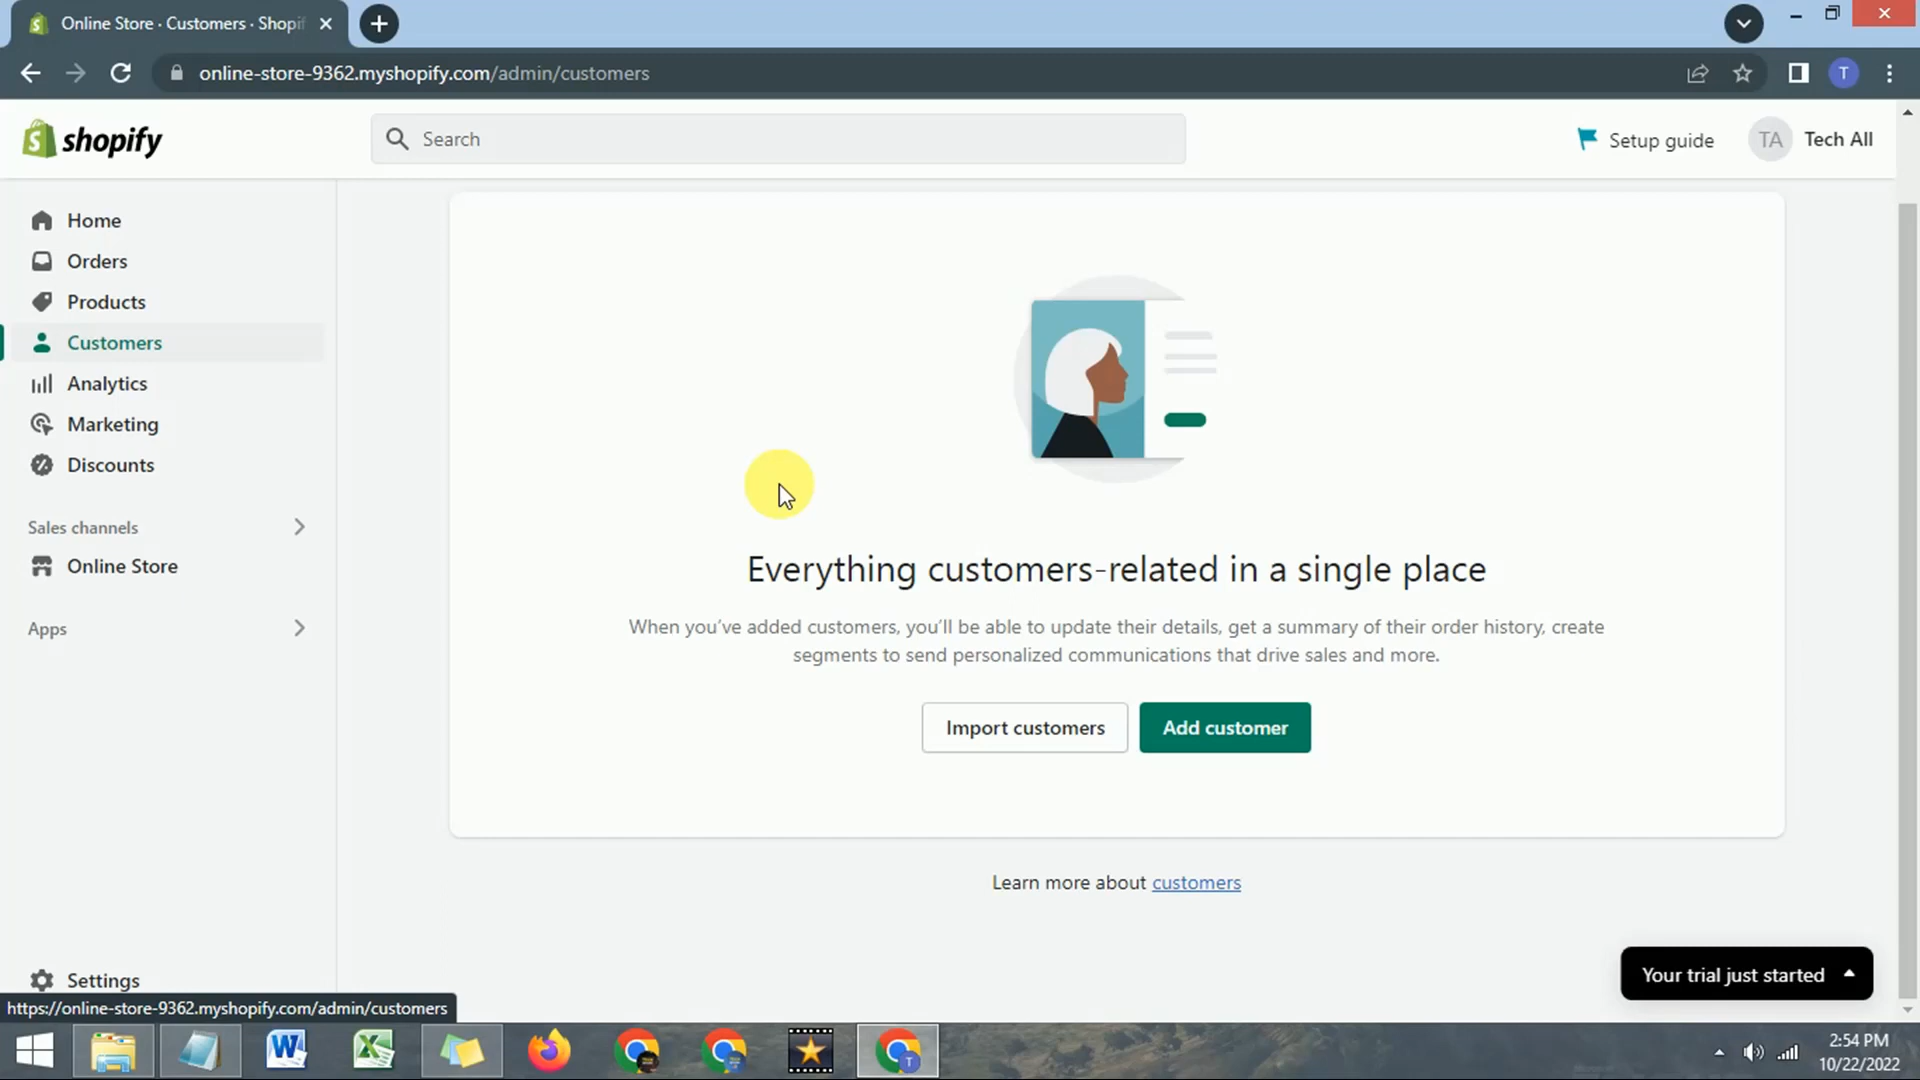 Online Store · Customers · Shopif
online-store-9362.myshopify.com/admin/customers
T
shopify
Search
Setup guide
TA
Tech All
Home
Orders
Products
Customers
Analytics
Marketing
Discounts
Sales channels
Online Store
Apps
Everything customers-related in a single place
When you’ve added customers, you’ll be able to update their details, get a summary of their order history, create
segments to send personalized communications that drive sales and more.
Import customers
Add customer
Learn more about customers
Settings
Your trial just started
https://online-store-9362.myshopify.com/admin/customers
2:54 PM
10/22/2022